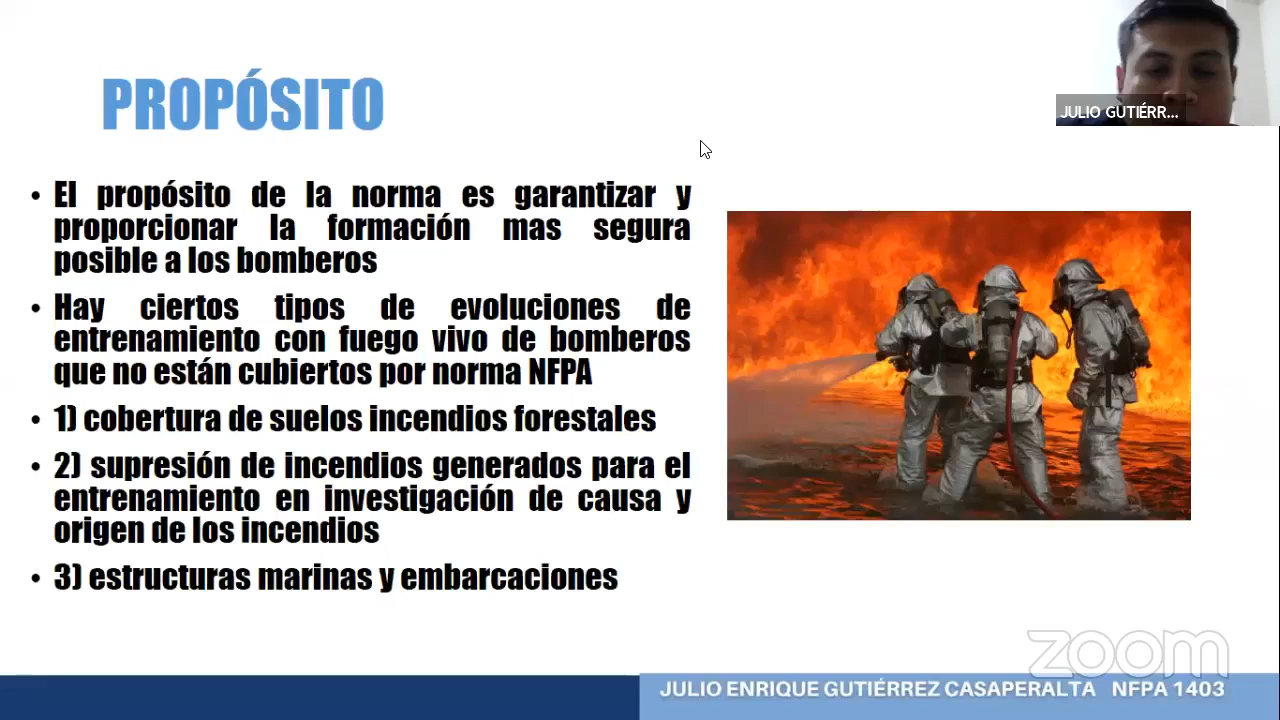 PROPÓSITO
JULIO GUTIÉRR...
• El propósito de la norma es garantizar y
proporcionar la formación mas segura
posible a los bomberos
• Hay ciertos tipos de evoluciones de
entrenamiento con fuego vivo de bomberos
que no están cubiertos por norma NFPA
• 1) cobertura de suelos incendios forestales
• 2) supresión de incendios generados para el
entrenamiento en investigación de causa y
origen de los incendios
• 3) estructuras marinas y embarcaciones
zoom
JULIO ENRIQUE GUTIÉRREZ CASAPERALTA NFPA 1403